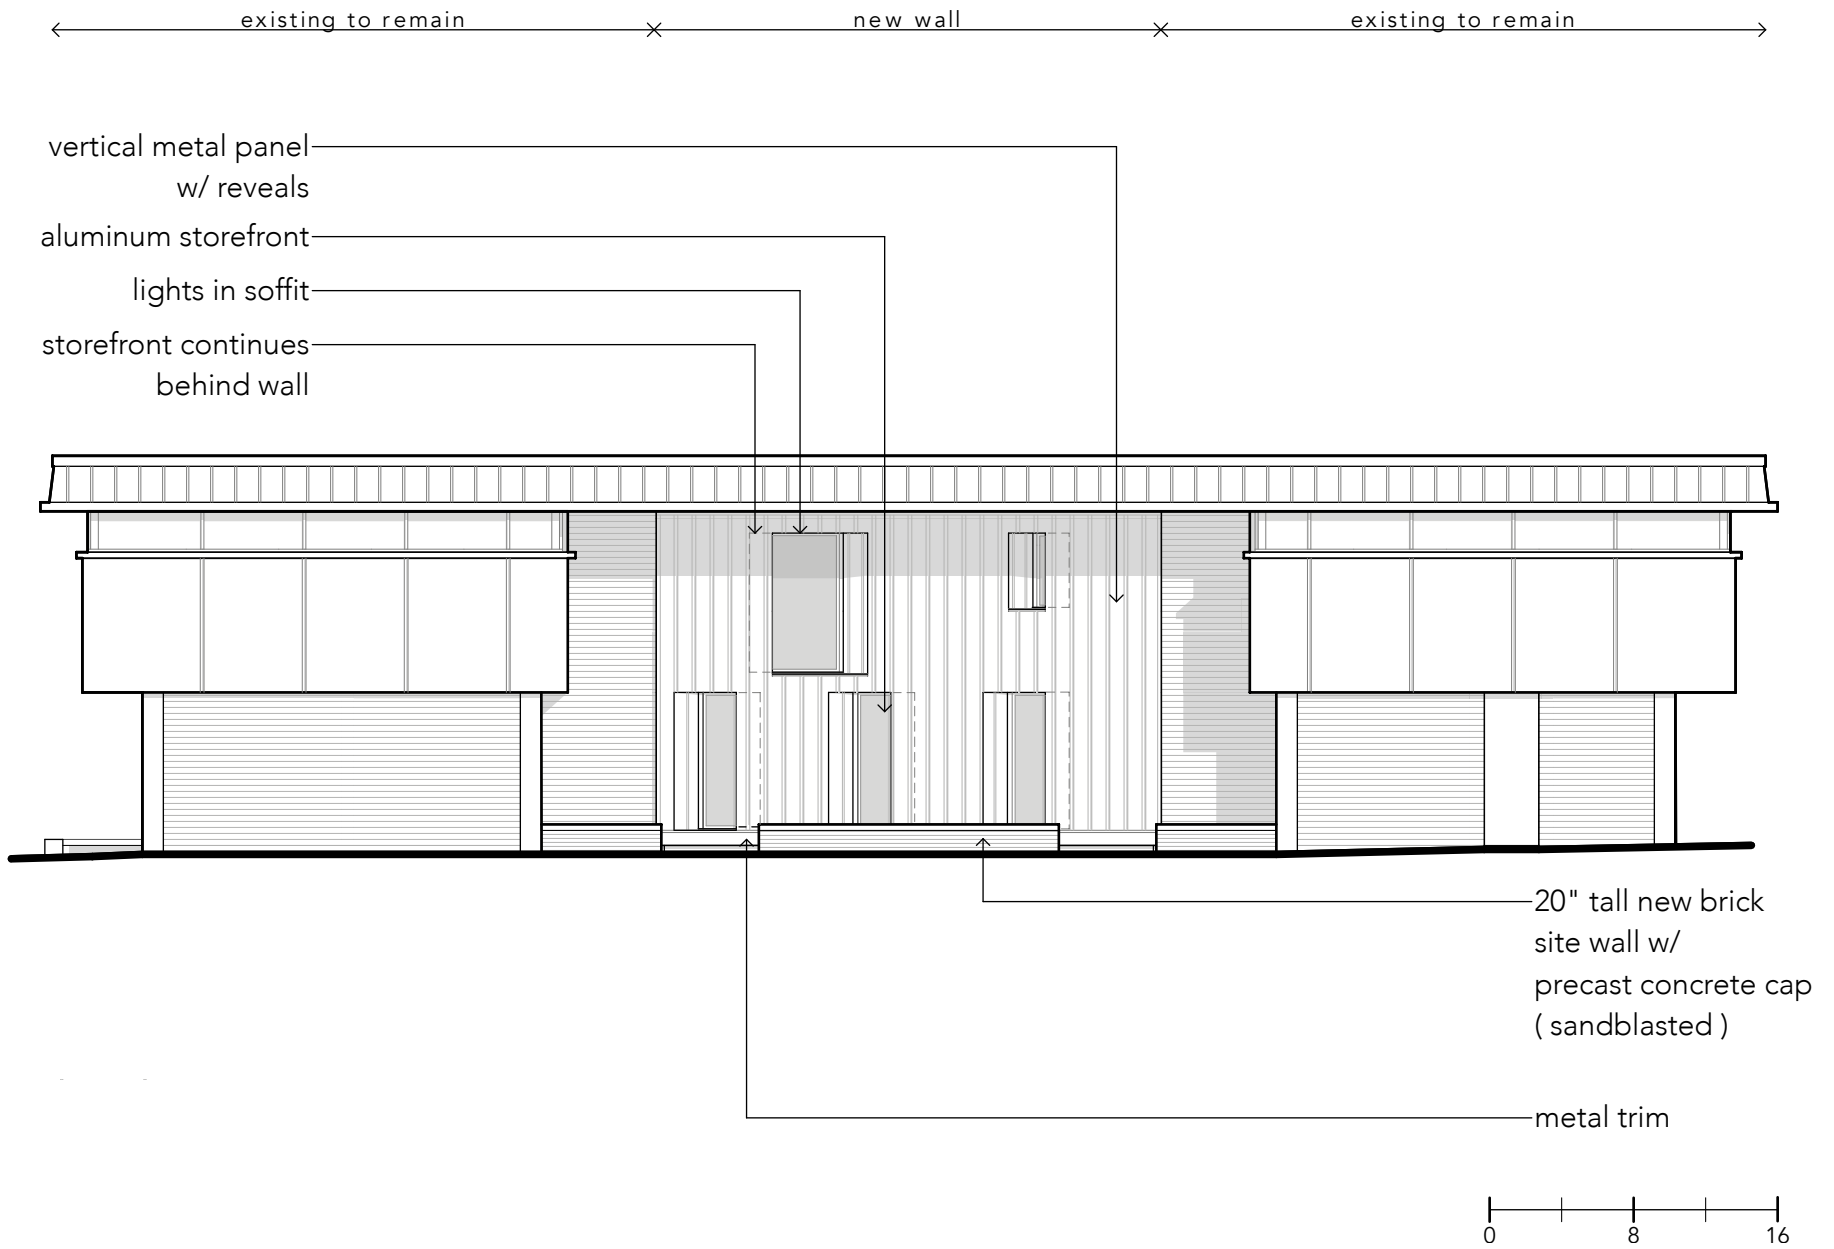 existing to remain
new wall
existing to remain
vertical metal panel
w/ reveals
aluminum storefront
lights in soffit
storefront continues
behind wall
20" tall new brick
site wall w/
precast concrete cap
( sandblasted )
metal trim
0 8 16